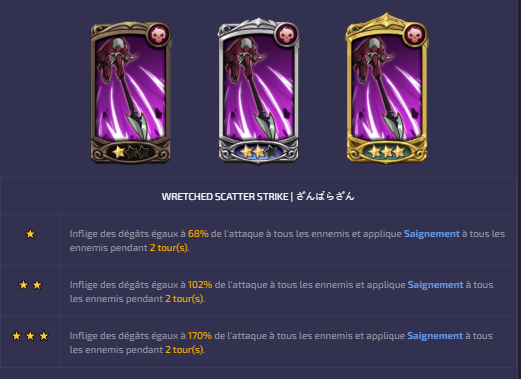 WRETCHED SCATTER STRIKE | ざんばらざん
Inflige des dégâts égaux à 68% de l'attaque à tous les ennemis et applique Saignement à tous les
ennemis pendant 2 tour(s).
Inflige des dégâts égaux à 102% de l'attaque à tous les ennemis et applique Saignement à tous
les ennemis pendant 2 tour(s).
Inflige des dégâts égaux à 170% de l'attaque à tous les ennemis et applique Saignement à tous
les ennemis pendant 2 tour(s).